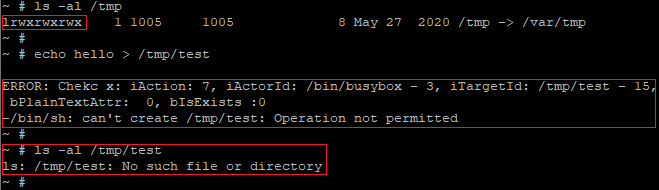 ~ # ls -al /tmp
lrwxrwxrwx    1 1005     1005            8 May 27  2020 /tmp -> /var/tmp
~ #
~ # echo hello > /tmp/test
ERROR: Chekc x: iAction: 7, iActorId: /bin/busybox - 3, iTargetId: /tmp/test - 15,
bPlainTextAttr:  0, bIsExists :0
-/bin/sh: can't create /tmp/test: Operation not permitted
~ #
~ # ls -al /tmp/test
ls: /tmp/test: No such file or directory
~ #